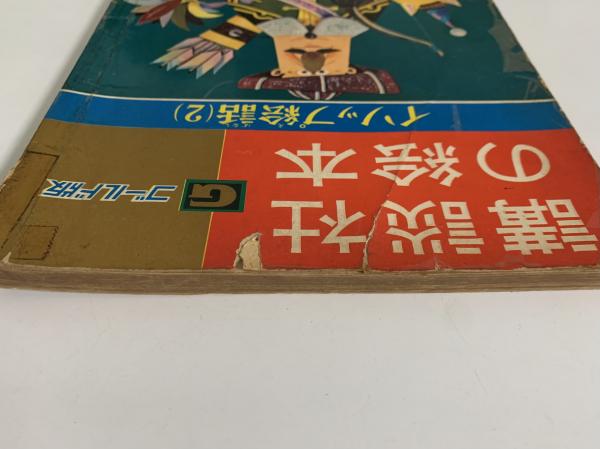 講談社
の絵本
G
ゴールド版
イソップ絵話(2)